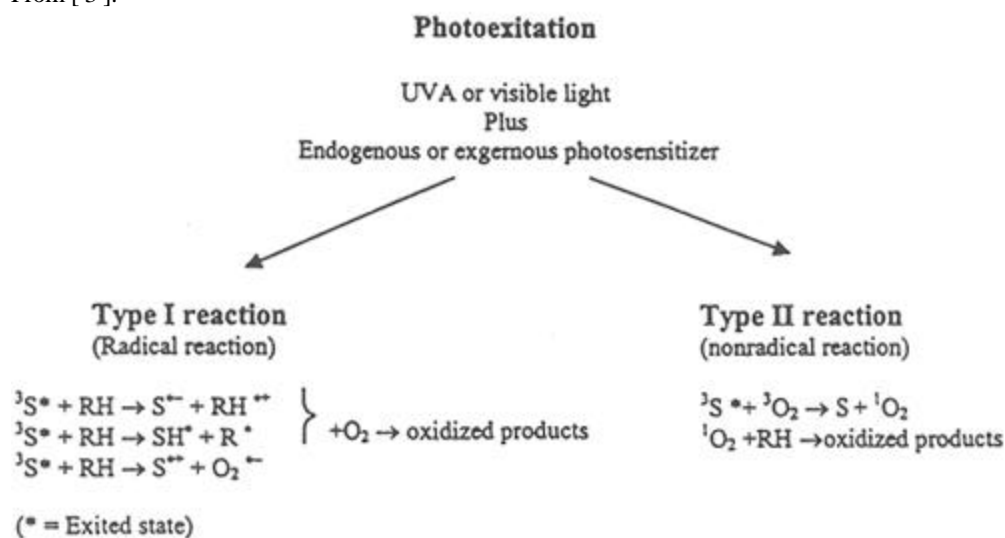 From [ 3 ].
Photoexitation
UVA or visible light
Plus
Endogenous or exgernous photosensitizer
Type I reaction
(Radical reaction)
³S* + RH → S•− + RH•+
³S* + RH → SH• + R•
³S* + RH → S•+ + O₂•−
} +O₂ → oxidized products
(* = Exited state)
Type II reaction
(nonradical reaction)
³S * + ³O₂ → S + ¹O₂
¹O₂ +RH →oxidized products